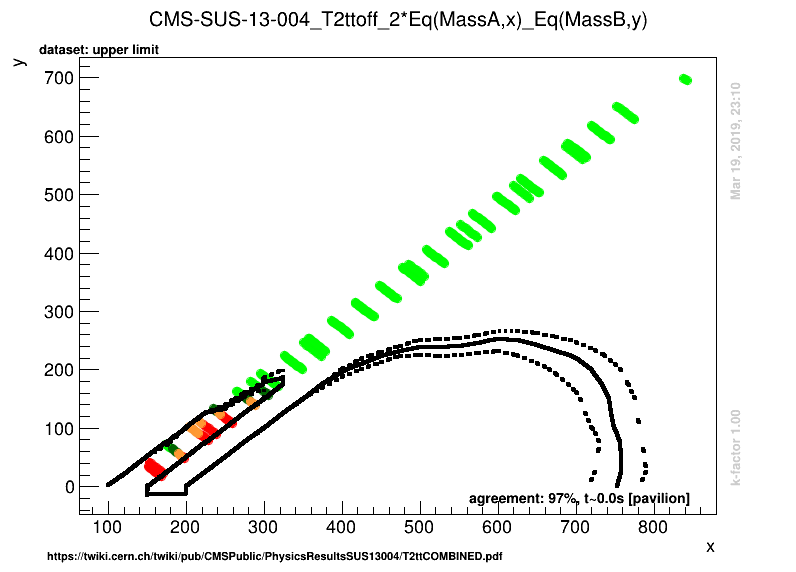 CMS-SUS-13-004_T2ttoff_2*Eq(MassA,x)_Eq(MassB,y)
dataset: upper limit
y
700
600
500
400
300
200
100
0
100 200 300 400 500 600 700 800
x
agreement: 97%, t~0.0s [pavilion]
https://twiki.cern.ch/twiki/pub/CMSPublic/PhysicsResultsSUS13004/T2ttCOMBINED.pdf
Mar 19, 2019, 23:10
k-factor 1.00